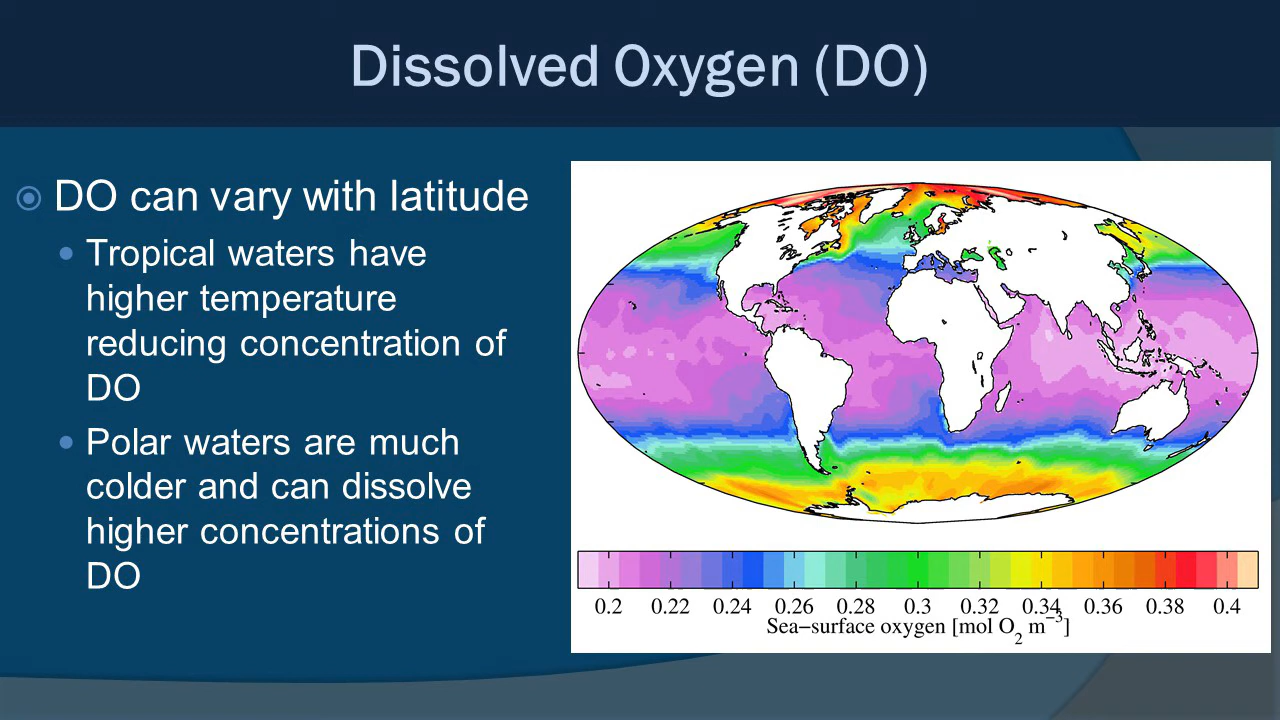 Dissolved Oxygen (DO)
DO can vary with latitude
Tropical waters have
higher temperature
reducing concentration of
DO
Polar waters are much
colder and can dissolve
higher concentrations of
DO
0.2 0.22 0.24 0.26 0.28 0.3 0.32 0.34 0.36 0.38 0.4
Sea−surface oxygen [mol O₂ m⁻³]